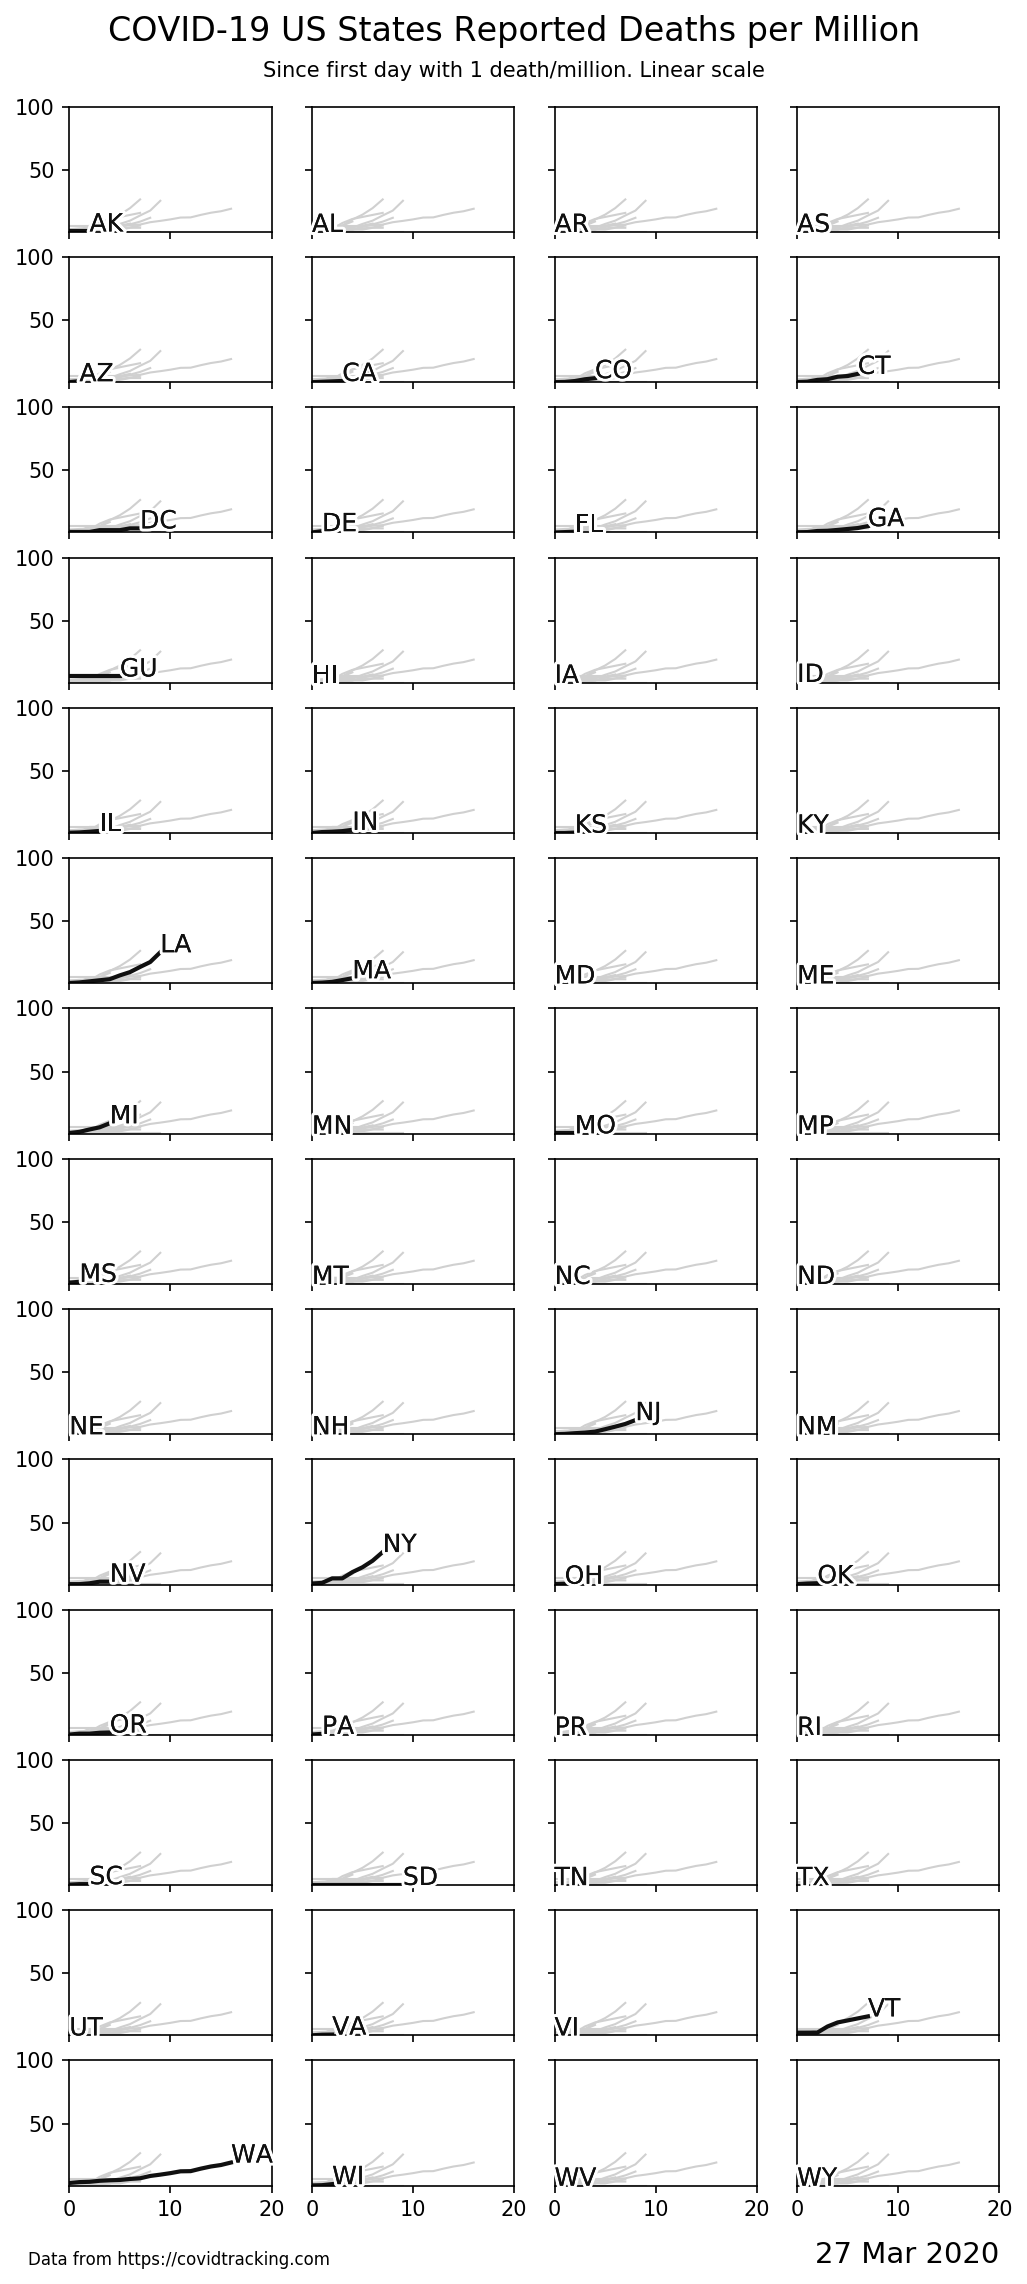 COVID-19 US States Reported Deaths per Million
Since first day with 1 death/million. Linear scale
100
50
AK AL AR AS
100
50
AZ CA CO CT
100
50
DC DE FL GA
100
50
GU HI IA ID
100
50
IL IN KS KY
100
50
LA MA MD ME
100
50
MI MN MO MP
100
50
MS MT NC ND
100
50
NE NH NJ NM
100
50
NV NY OH OK
100
50
OR PA PR RI
100
50
SC SD TN TX
100
50
UT VA VI VT
100
50
WA WI WV WY
0 10 20 0 10 20 0 10 20 0 10 20
Data from https://covidtracking.com
27 Mar 2020